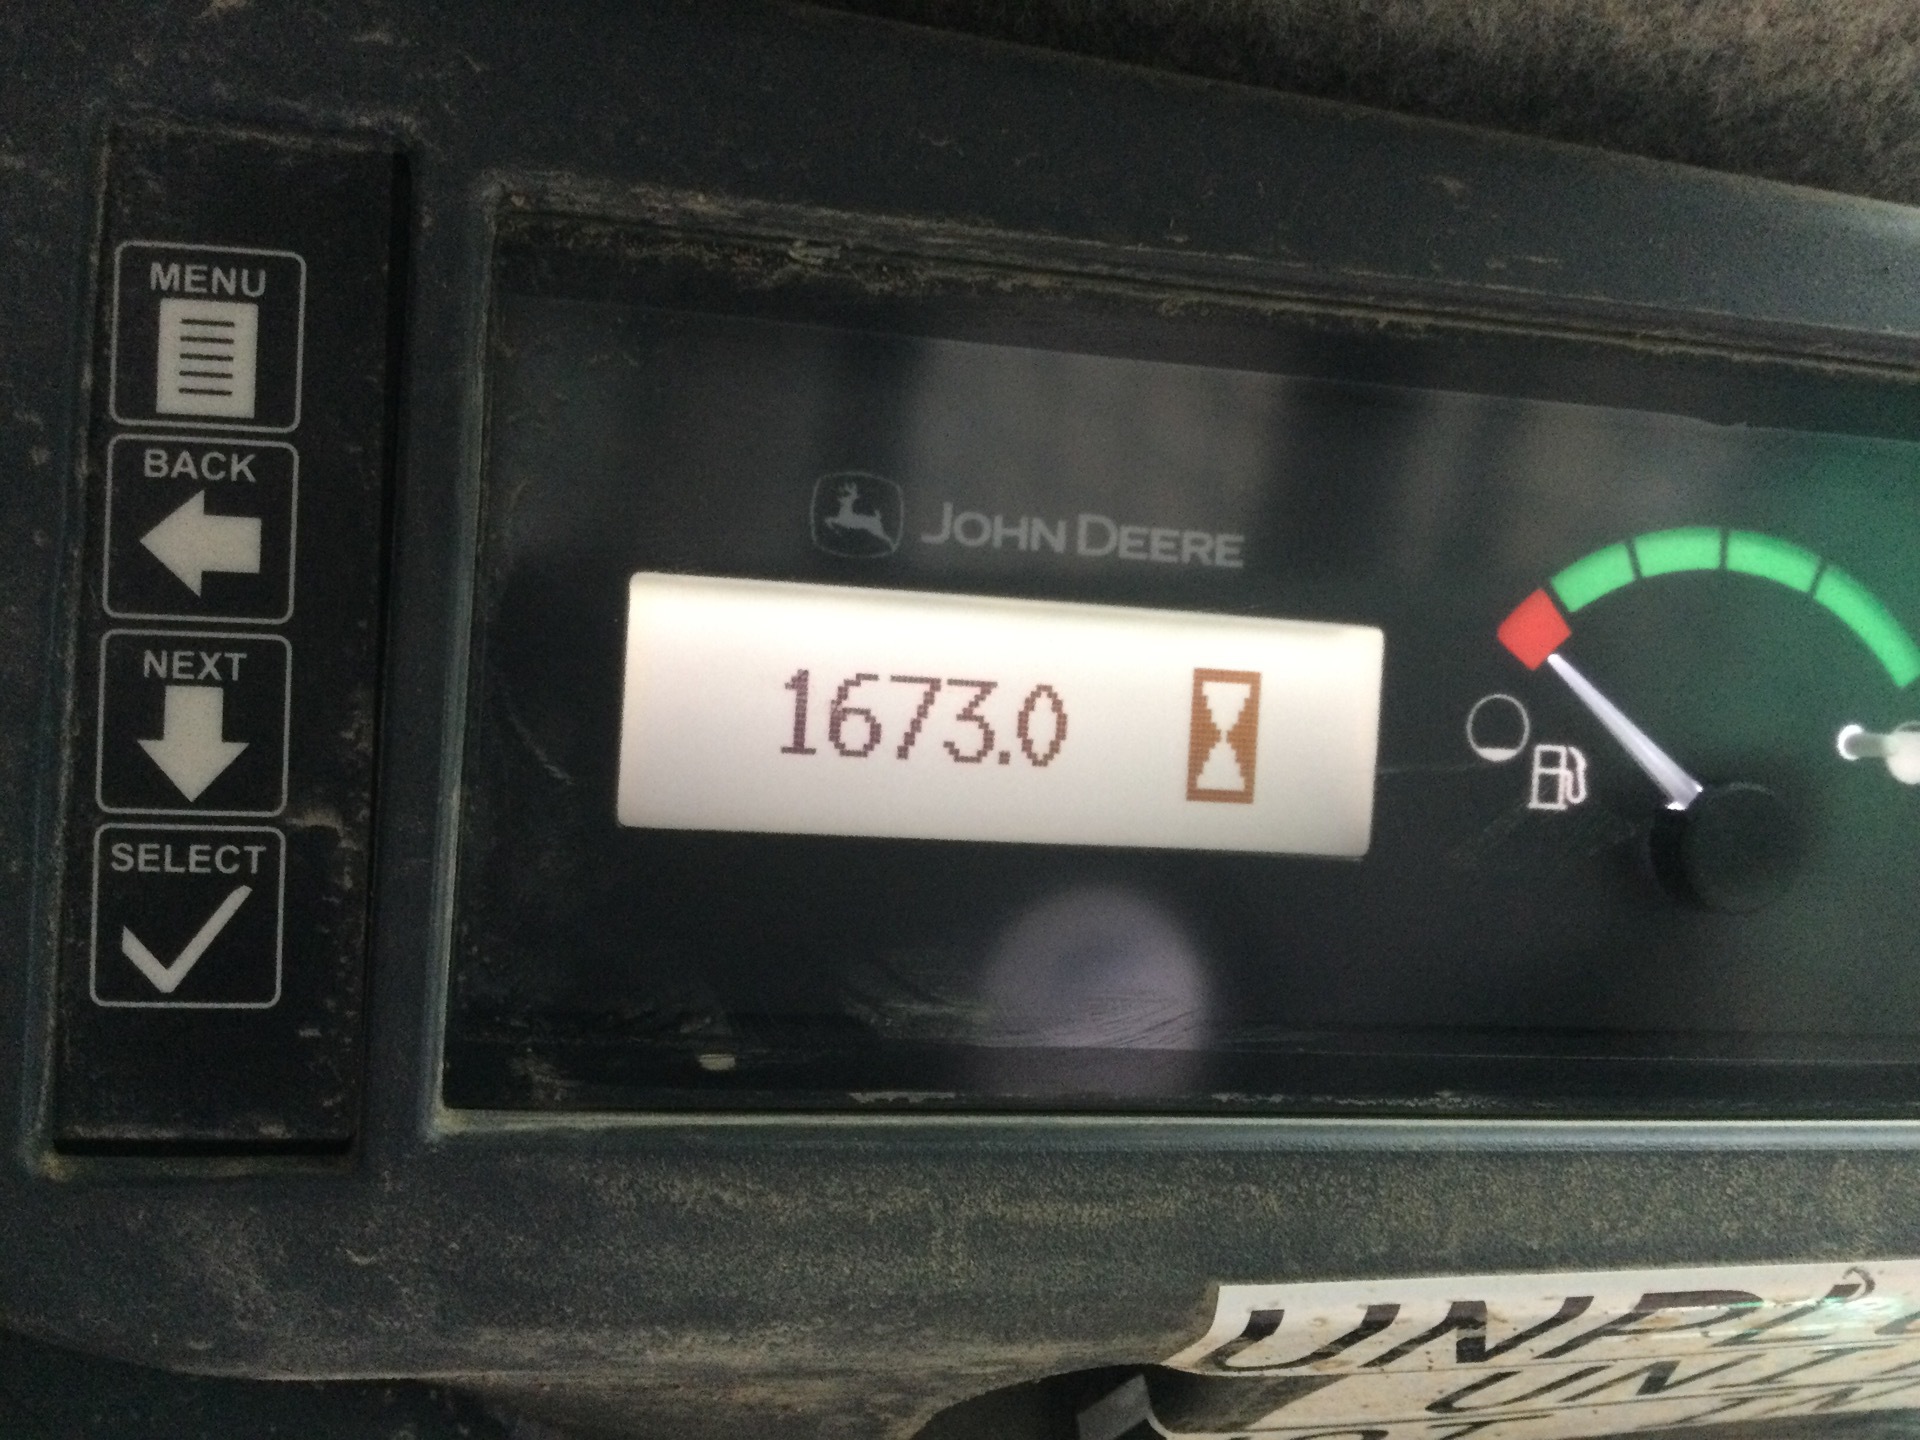 MENU
BACK
NEXT
SELECT
JOHN DEERE
1673.0